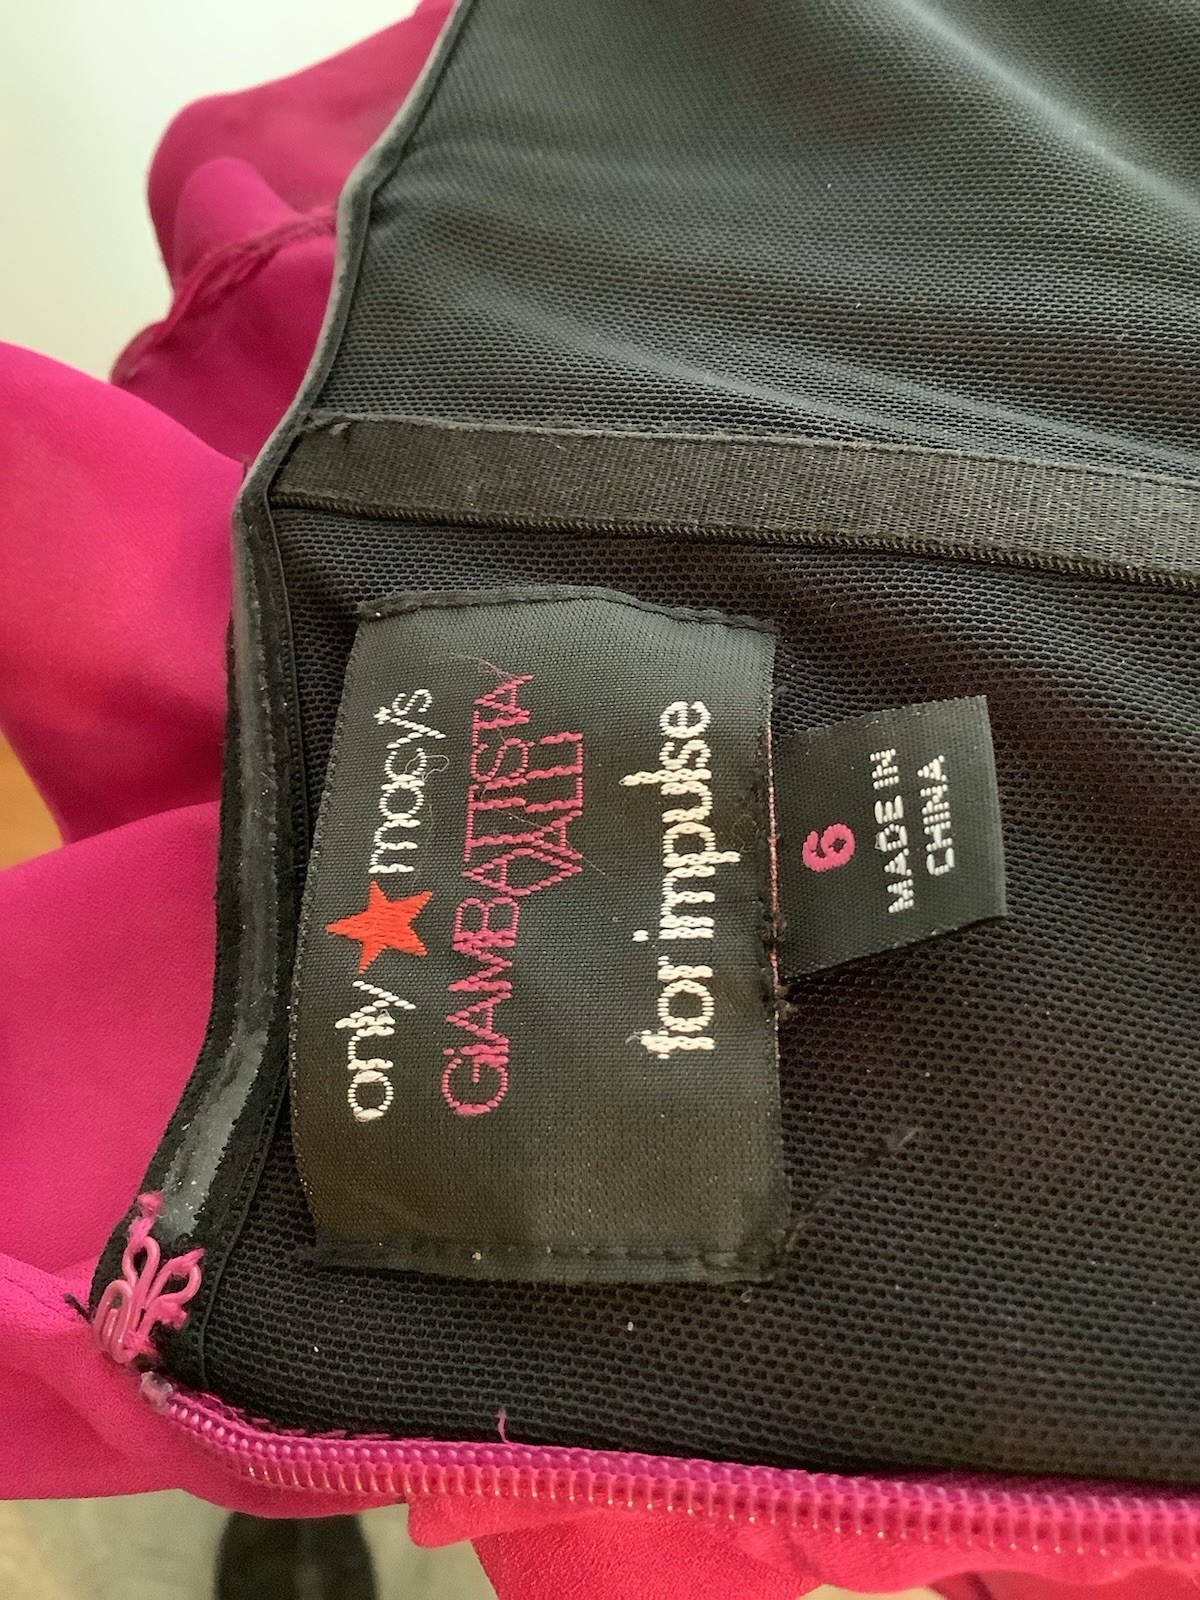 only ★ macy's
GIAMBATTISTA
VALLI
for impulse
6
MADE IN
CHINA